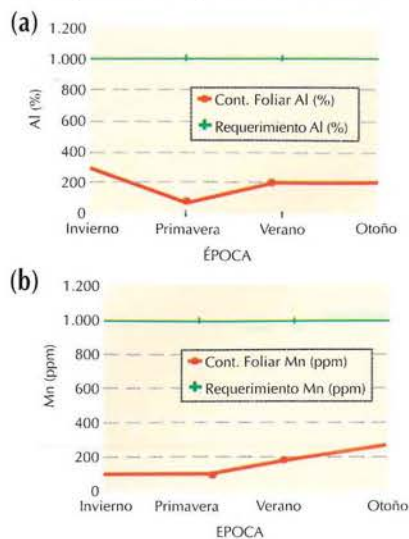 (a)
1.200
1.000
800
600
400
200
0
Al (%)
Cont. Foliar Al (%)
Requerimiento Al (%)
Invierno Primavera Verano Otoño
ÉPOCA
(b)
1.200
1.000
800
600
400
200
0
Mn (ppm)
Cont. Foliar Mn (ppm)
Requerimiento Mn (ppm)
Invierno Primavera Verano Otoño
EPOCA